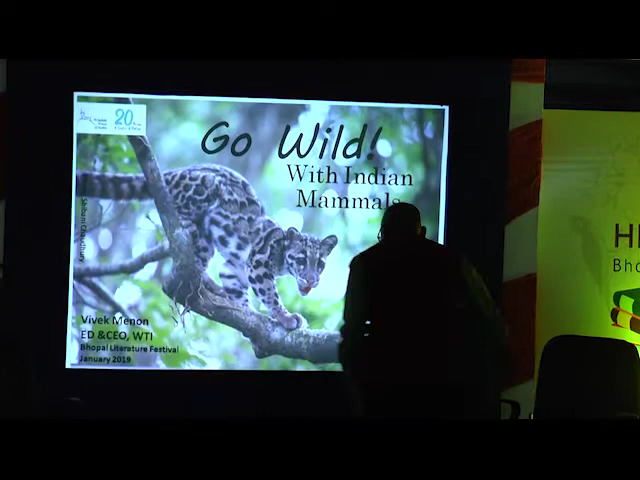 20
Go Wild!
With Indian
Mammals
Vivek Menon
ED &CEO, WTI
Bhopal Literature Festival
January 2019
Bho